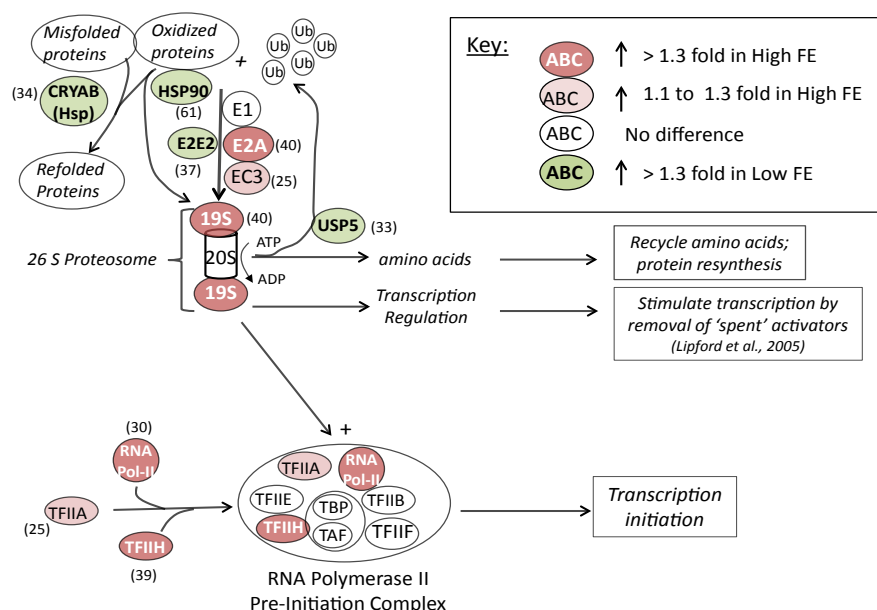 Misfolded
proteins
Oxidized
proteins
+
Ub
Ub
Ub
Ub
Ub
Ub
Ub
(34)
CRYAB
(Hsp)
HSP90
(61)
E1
E2E2
(37)
E2A
(40)
EC3
(25)
Refolded
Proteins
19S
(40)
USP5
(33)
26 S Proteosome
20S
ATP
ADP
19S
amino acids
Recycle amino acids;
protein resynthesis
Transcription
Regulation
Stimulate transcription by
removal of ‘spent’ activators
(Lipford et al., 2005)
Key:
ABC
> 1.3 fold in High FE
ABC
1.1 to 1.3 fold in High FE
ABC
No difference
ABC
> 1.3 fold in Low FE
(30)
RNA
Pol-II
TFIIA
(25)
TFIIH
(39)
+
TFIIA
RNA
Pol-II
TFIIE
TBP
TFIIB
TFIIH
TAF
TFIIF
RNA Polymerase II
Pre-Initiation Complex
Transcription
initiation